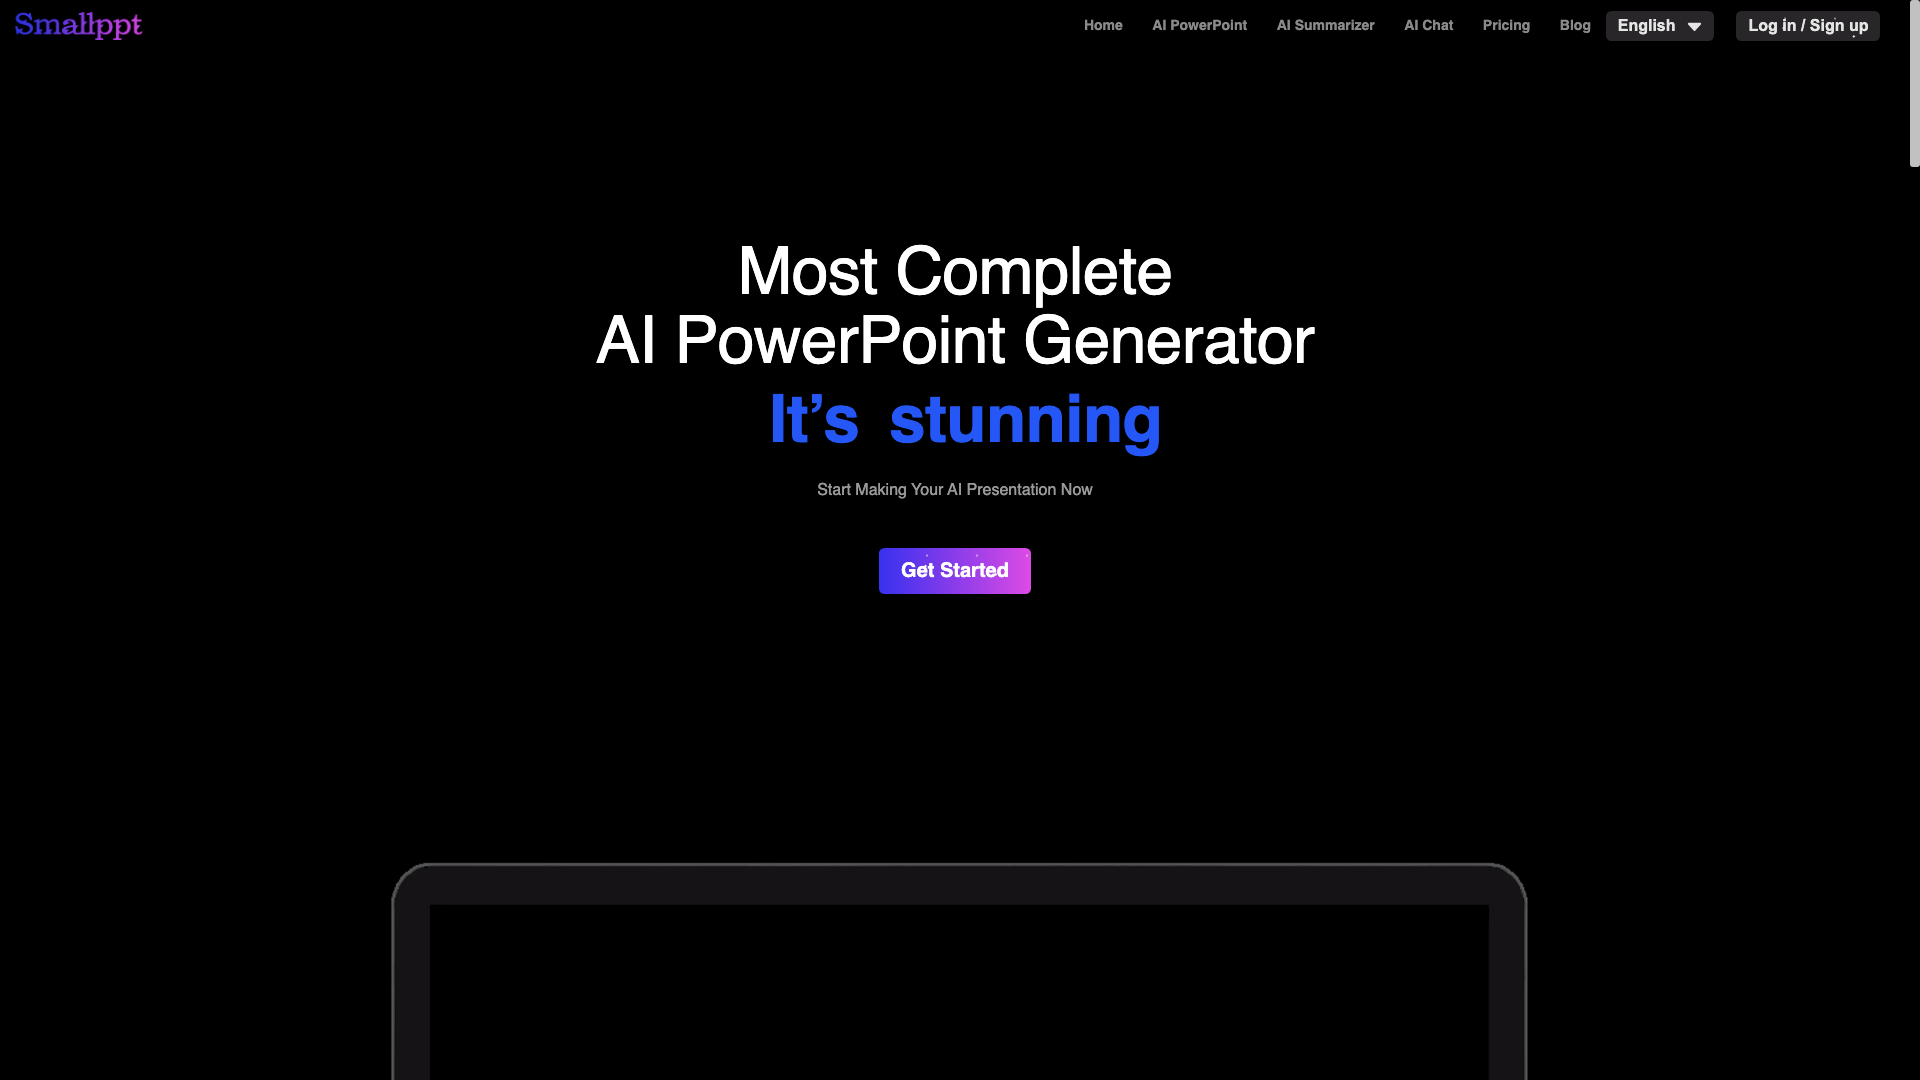 Smallppt
Home
AI PowerPoint
AI Summarizer
AI Chat
Pricing
Blog
English
Log in / Sign up
Most Complete
AI PowerPoint Generator
It’s stunning
Start Making Your AI Presentation Now
Get Started